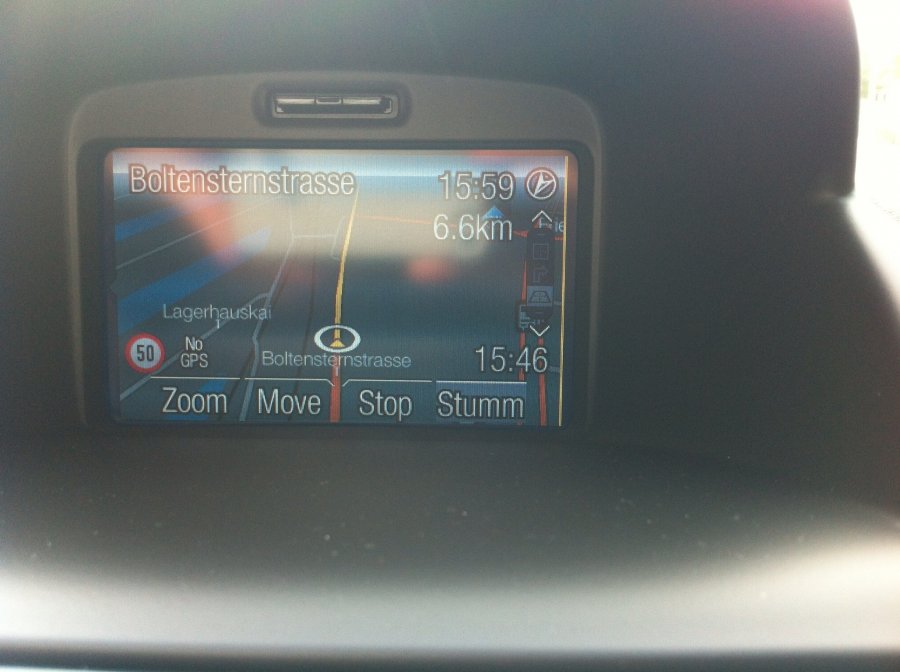 Boltensternstrasse 15:59
6.6km
Lagerhauskai
50 No GPS
Boltensternstrasse 15:46
Zoom Move Stop Stumm